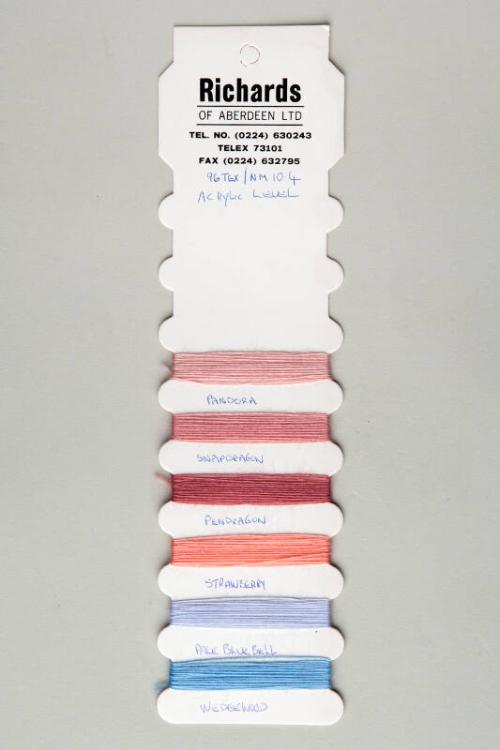 Richards
OF ABERDEEN LTD
TEL. NO. (0224) 630243
TELEX 73101
FAX (0224) 632795
96TEX/NM 10.4
ACRYLIC LEVEL
PANDORA
SNAPDRAGON
PENDRAGON
STRAWBERRY
PALE BLUEBELL
WEDGEWOOD